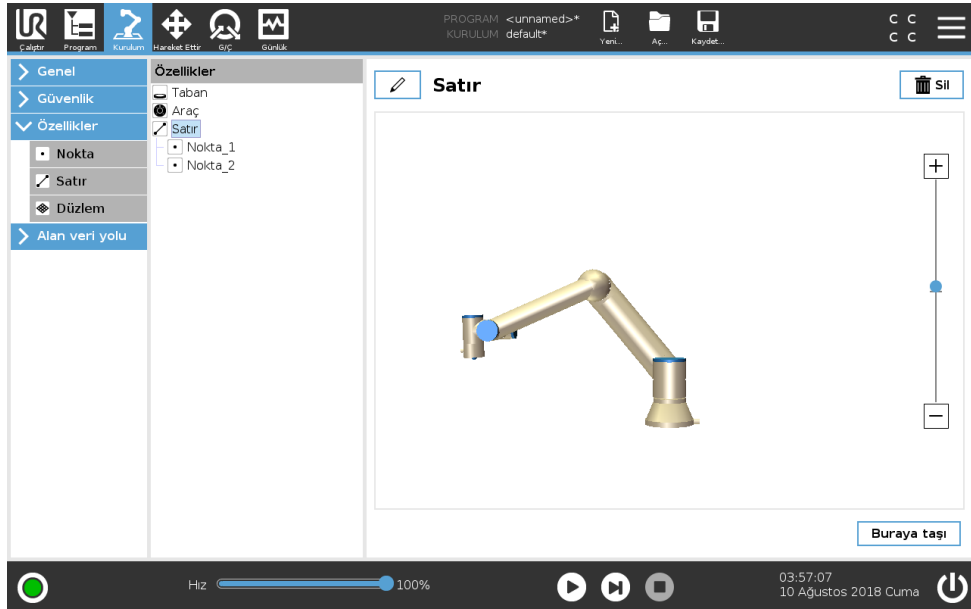 PROGRAM <unnamed>*
KURULUM default*
Çalıştır
Program
Kurulum
Hareket Ettir
G/Ç
Günlük
Yeni...
Aç...
Kaydet...
C C
C C
Genel
Güvenlik
Özellikler
Nokta
Satır
Düzlem
Alan veri yolu
Özellikler
Taban
Araç
Satır
Nokta_1
Nokta_2
Satır
Sil
Buraya taşı
Hız
100%
03:57:07
10 Ağustos 2018 Cuma